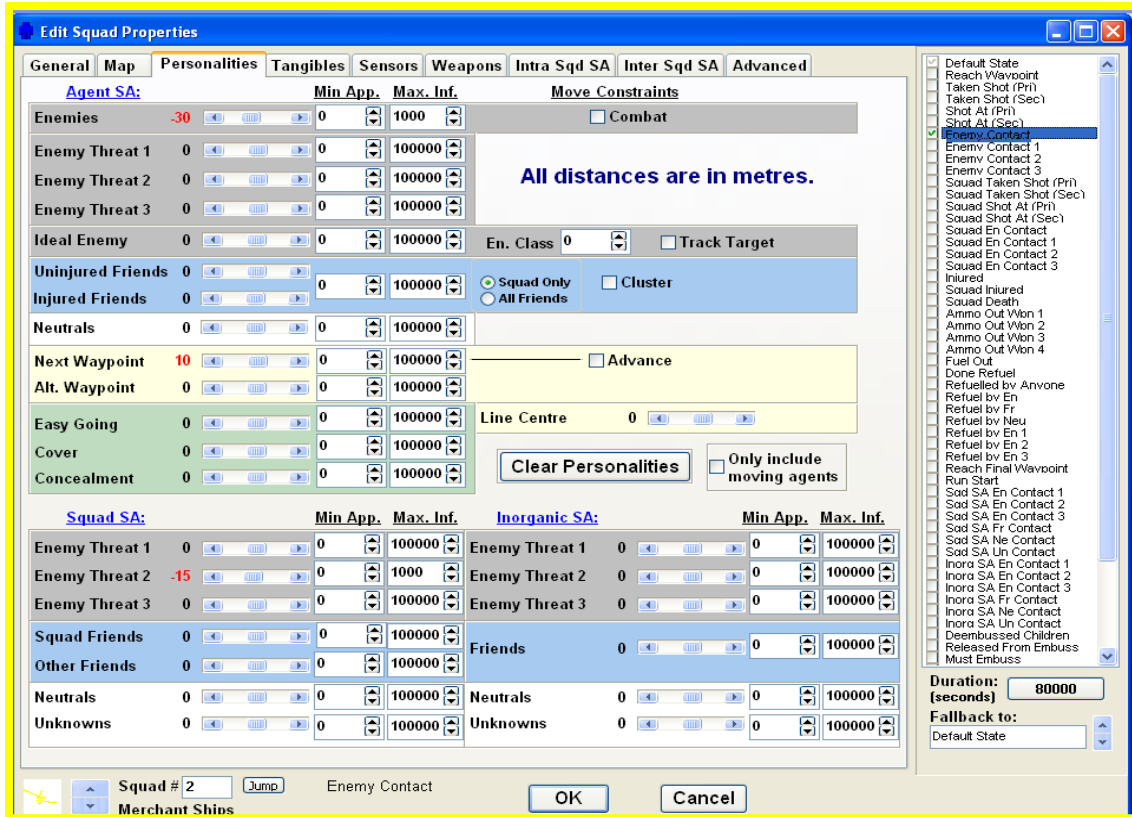 Edit Squad Properties
General Map Personalities Tangibles Sensors Weapons Intra Sqd SA Inter Sqd SA Advanced
Agent SA: Min App. Max. Inf. Move Constraints
Enemies -30 0 1000 Combat
Enemy Threat 1 0 0 100000
Enemy Threat 2 0 0 100000
All distances are in metres.
Enemy Threat 3 0 0 100000
Ideal Enemy 0 0 100000 En. Class 0 Track Target
Uninjured Friends 0
0 100000 Squad Only Cluster
Injured Friends 0 All Friends
Neutrals 0 0 100000
Next Waypoint 10 0 100000 Advance
Alt. Waypoint 0 0 100000
Easy Going 0 0 100000 Line Centre 0
Cover 0 0 100000
Clear Personalities Only include
moving agents
Concealment 0 0 100000
Squad SA: Min App. Max. Inf. Inorganic SA: Min App. Max. Inf.
Enemy Threat 1 0 0 100000 Enemy Threat 1 0 0 100000
Enemy Threat 2 -15 0 1000 Enemy Threat 2 0 0 100000
Enemy Threat 3 0 0 100000 Enemy Threat 3 0 0 100000
Squad Friends 0 0 100000
Friends 0 0 100000
Other Friends 0 0 100000
Neutrals 0 0 100000 Neutrals 0 0 100000
Unknowns 0 0 100000 Unknowns 0 0 100000
Default State
Reach Waypoint
Taken Shot (Pri)
Taken Shot (Sec)
Shot At (Pri)
Shot At (Sec)
Enemy Contact
Enemy Contact 1
Enemy Contact 2
Enemy Contact 3
Squad Taken Shot (Pri)
Squad Taken Shot (Sec)
Squad Shot At (Pri)
Squad Shot At (Sec)
Squad En Contact
Squad En Contact 1
Squad En Contact 2
Squad En Contact 3
Injured
Squad Injured
Squad Death
Ammo Out Wpn 1
Ammo Out Wpn 2
Ammo Out Wpn 3
Ammo Out Wpn 4
Fuel Out
Done Refuel
Refuelled by Anyone
Refuel by En
Refuel by Fr
Refuel by Neu
Refuel by En 1
Refuel by En 2
Refuel by En 3
Reach Final Waypoint
Run Start
Sqd SA En Contact 1
Sqd SA En Contact 2
Sqd SA En Contact 3
Sqd SA Fr Contact
Sqd SA Ne Contact
Sqd SA Un Contact
Inorg SA En Contact 1
Inorg SA En Contact 2
Inorg SA En Contact 3
Inorg SA Fr Contact
Inorg SA Ne Contact
Inorg SA Un Contact
Deembussed Children
Released From Embuss
Must Embuss
Duration:
(seconds) 80000
Fallback to:
Default State
Squad # 2 Jump Enemy Contact OK Cancel
Merchant Ships